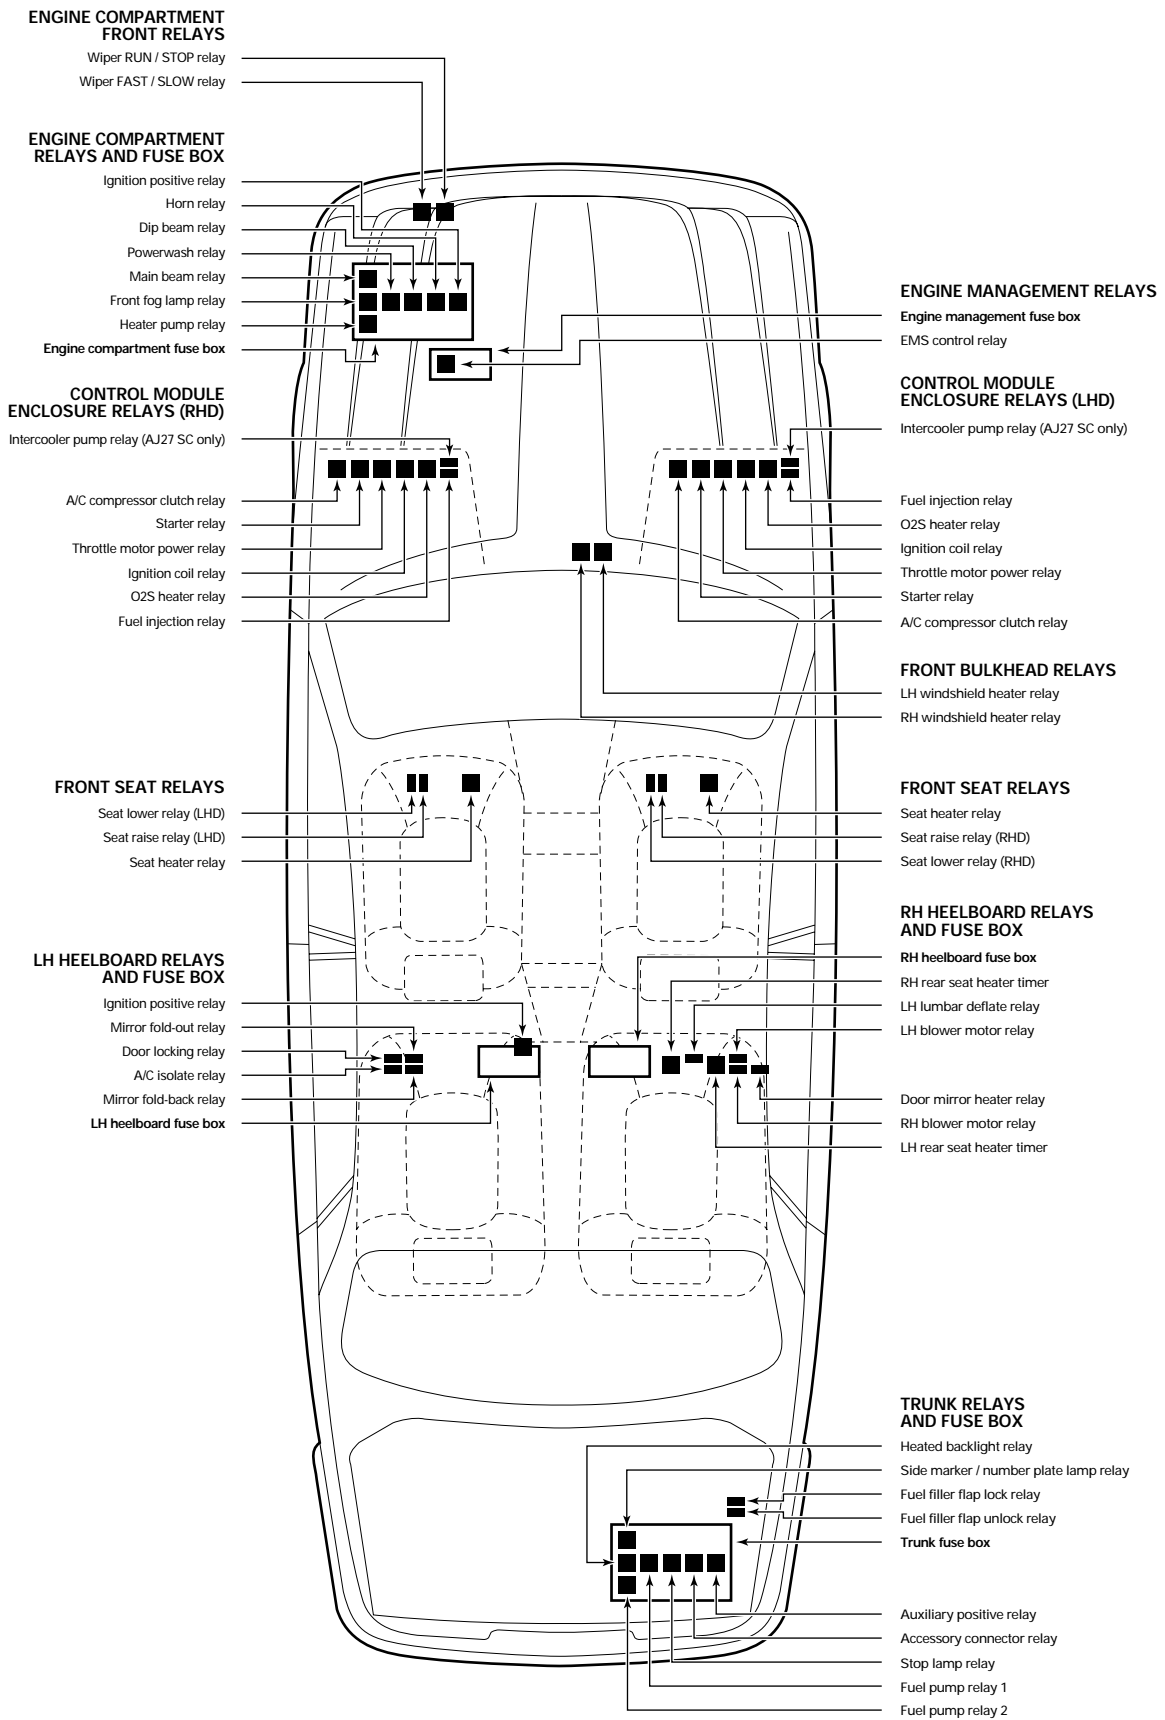 ENGINE COMPARTMENT
FRONT RELAYS
Wiper RUN / STOP relay
Wiper FAST / SLOW relay
ENGINE COMPARTMENT
RELAYS AND FUSE BOX
Ignition positive relay
Horn relay
Dip beam relay
Powerwash relay
Main beam relay
Front fog lamp relay
Heater pump relay
Engine compartment fuse box
CONTROL MODULE
ENCLOSURE RELAYS (RHD)
Intercooler pump relay (AJ27 SC only)
A/C compressor clutch relay
Starter relay
Throttle motor power relay
Ignition coil relay
O2S heater relay
Fuel injection relay
FRONT SEAT RELAYS
Seat lower relay (LHD)
Seat raise relay (LHD)
Seat heater relay
LH HEELBOARD RELAYS
AND FUSE BOX
Ignition positive relay
Mirror fold-out relay
Door locking relay
A/C isolate relay
Mirror fold-back relay
LH heelboard fuse box
ENGINE MANAGEMENT RELAYS
Engine management fuse box
EMS control relay
CONTROL MODULE
ENCLOSURE RELAYS (LHD)
Intercooler pump relay (AJ27 SC only)
Fuel injection relay
O2S heater relay
Ignition coil relay
Throttle motor power relay
Starter relay
A/C compressor clutch relay
FRONT BULKHEAD RELAYS
LH windshield heater relay
RH windshield heater relay
FRONT SEAT RELAYS
Seat heater relay
Seat raise relay (RHD)
Seat lower relay (RHD)
RH HEELBOARD RELAYS
AND FUSE BOX
RH heelboard fuse box
RH rear seat heater timer
LH lumbar deflate relay
LH blower motor relay
Door mirror heater relay
RH blower motor relay
LH rear seat heater timer
TRUNK RELAYS
AND FUSE BOX
Heated backlight relay
Side marker / number plate lamp relay
Fuel filler flap lock relay
Fuel filler flap unlock relay
Trunk fuse box
Auxiliary positive relay
Accessory connector relay
Stop lamp relay
Fuel pump relay 1
Fuel pump relay 2